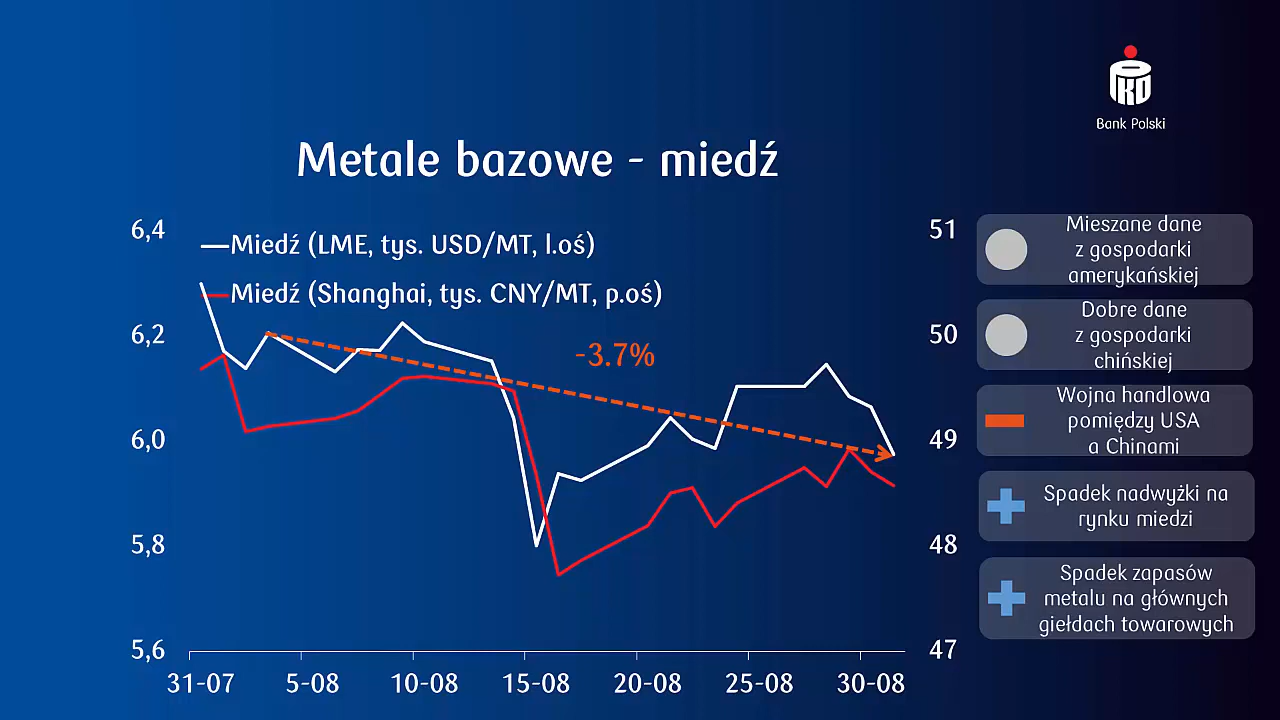 PKO
Bank Polski
Metale bazowe - miedź
6,4
6,2
6,0
5,8
5,6
Miedź (LME, tys. USD/MT, l.oś)
Miedź (Shanghai, tys. CNY/MT, p.oś)
-3.7%
51
50
49
48
47
31-07 5-08 10-08 15-08 20-08 25-08 30-08
Mieszane dane
z gospodarki
amerykańskiej
Dobre dane
z gospodarki
chińskiej
Wojna handlowa
pomiędzy USA
a Chinami
Spadek nadwyżki na
rynku miedzi
Spadek zapasów
metalu na głównych
giełdach towarowych